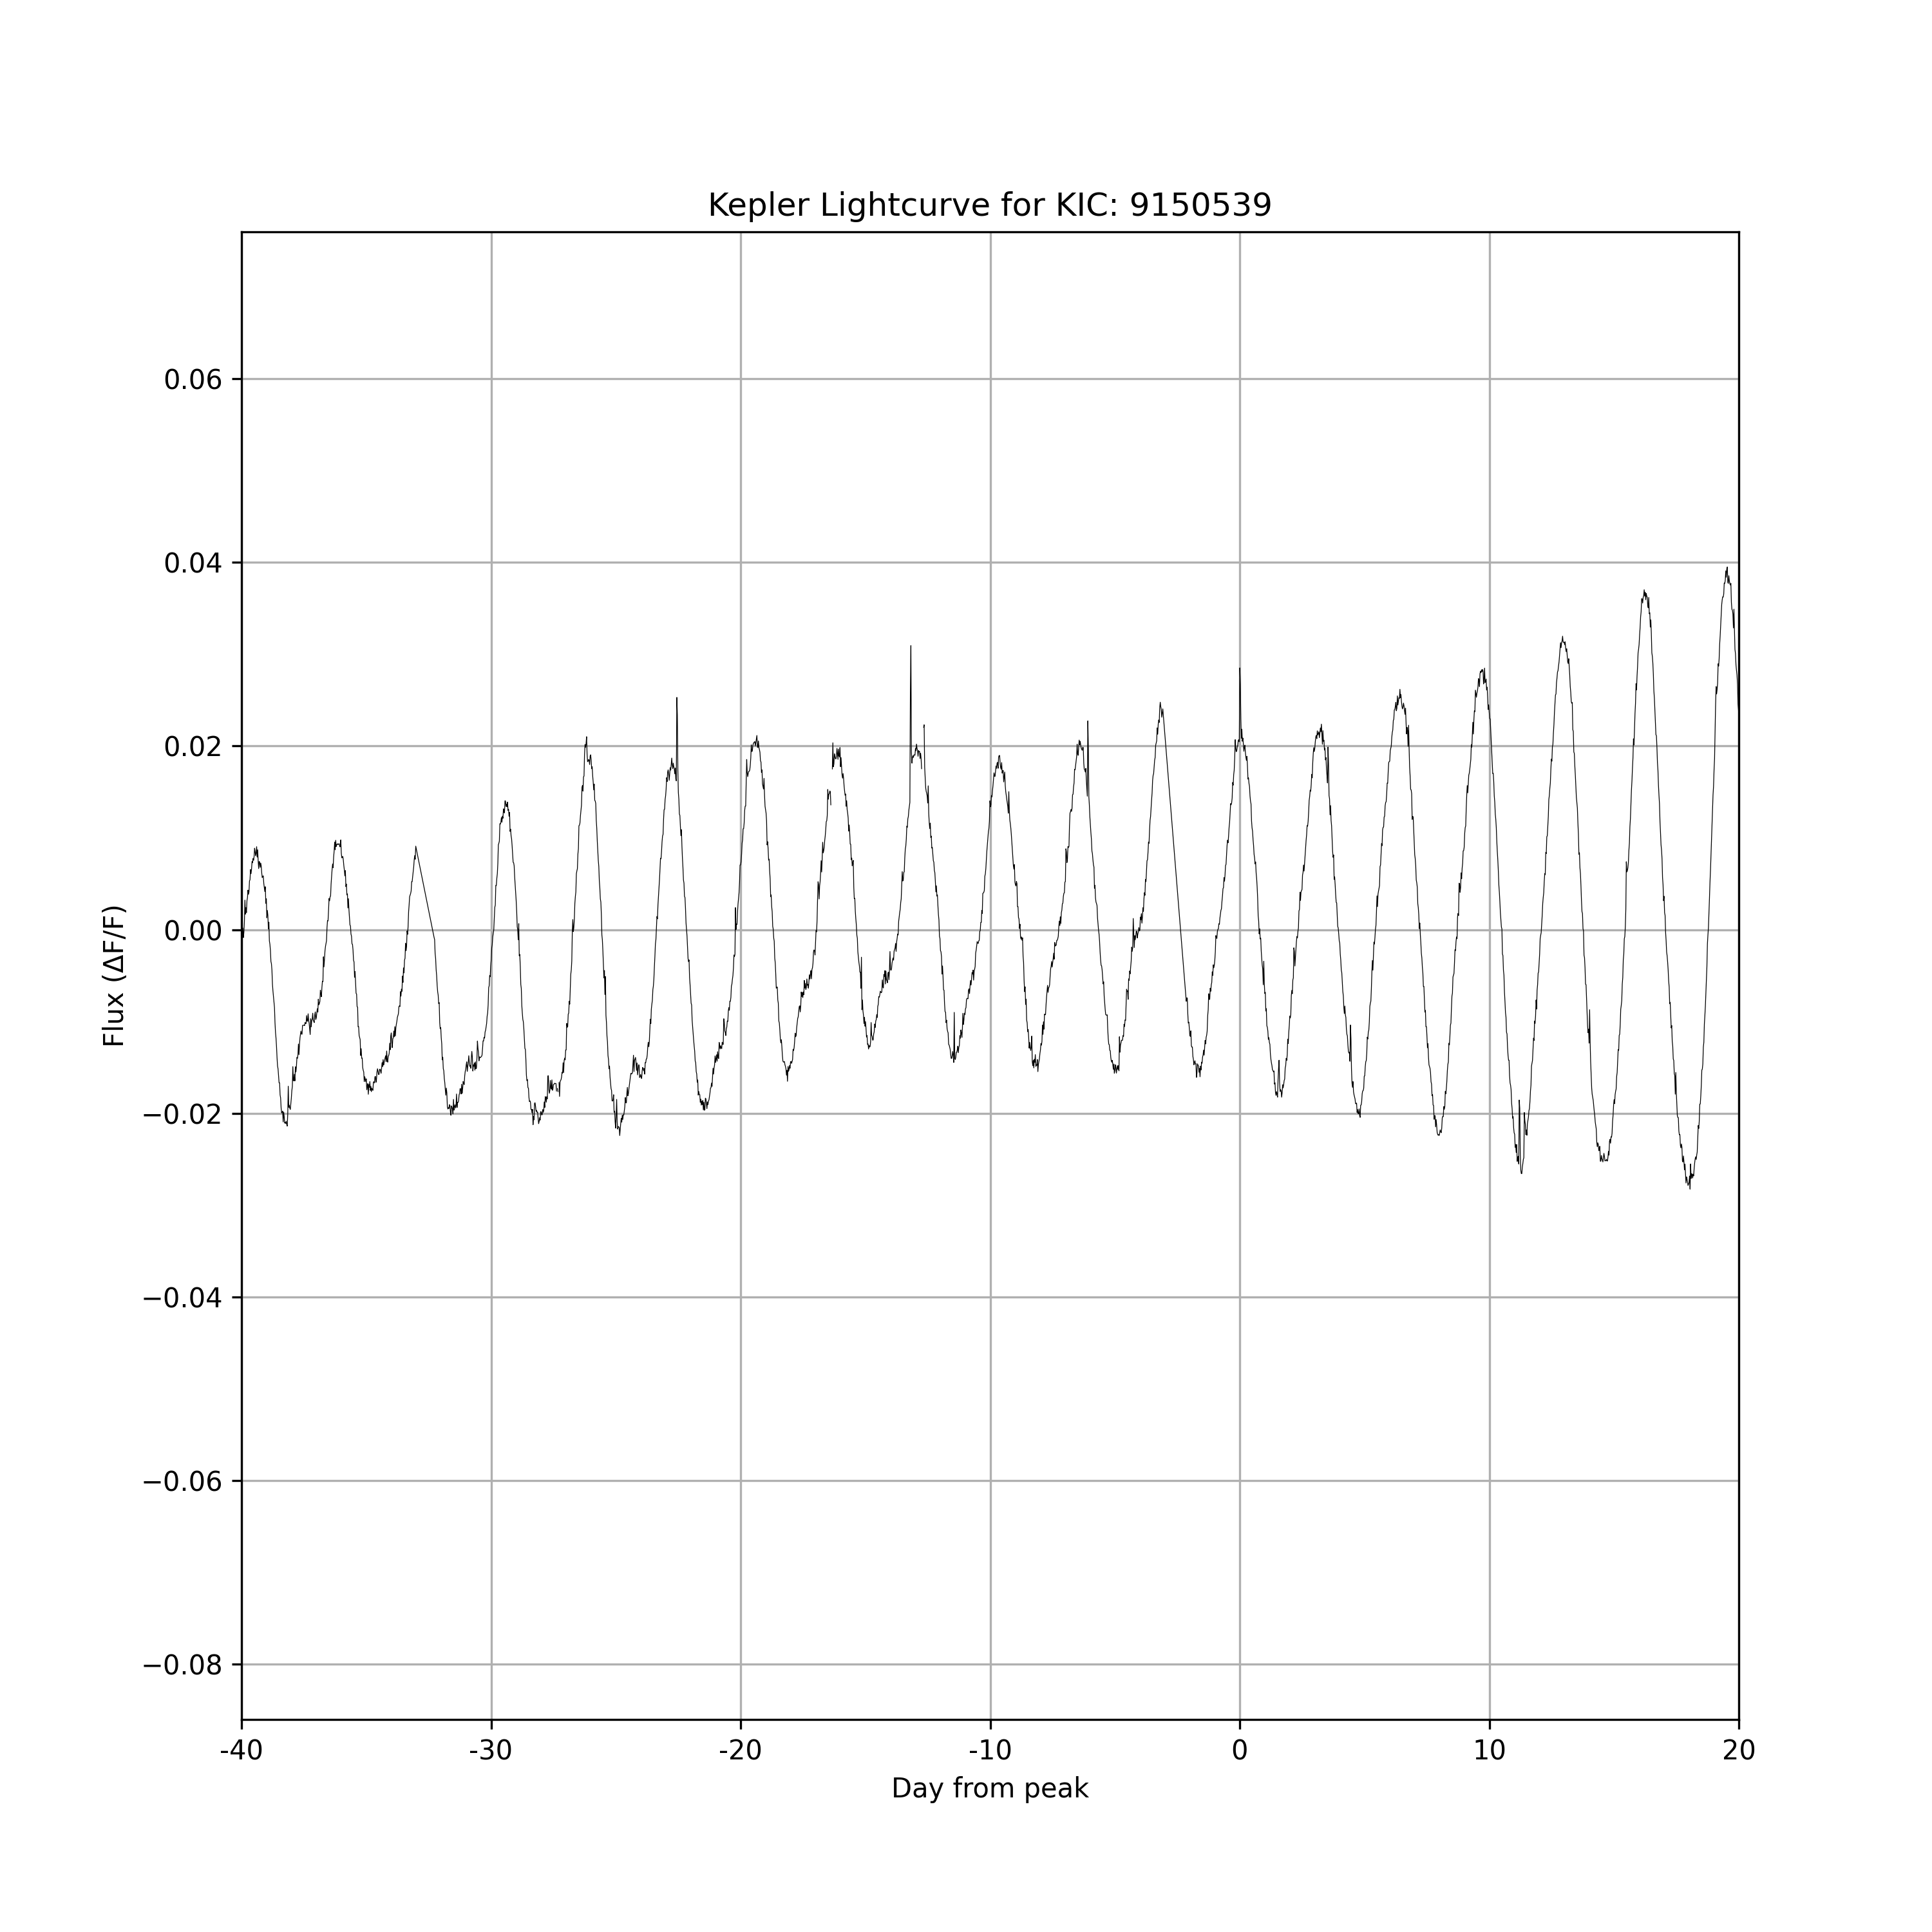 Kepler Lightcurve for KIC: 9150539
0.06
0.04
0.02
0.00
−0.02
−0.04
−0.06
−0.08
Flux (ΔF/F)
-40 -30 -20 -10 0 10 20
Day from peak